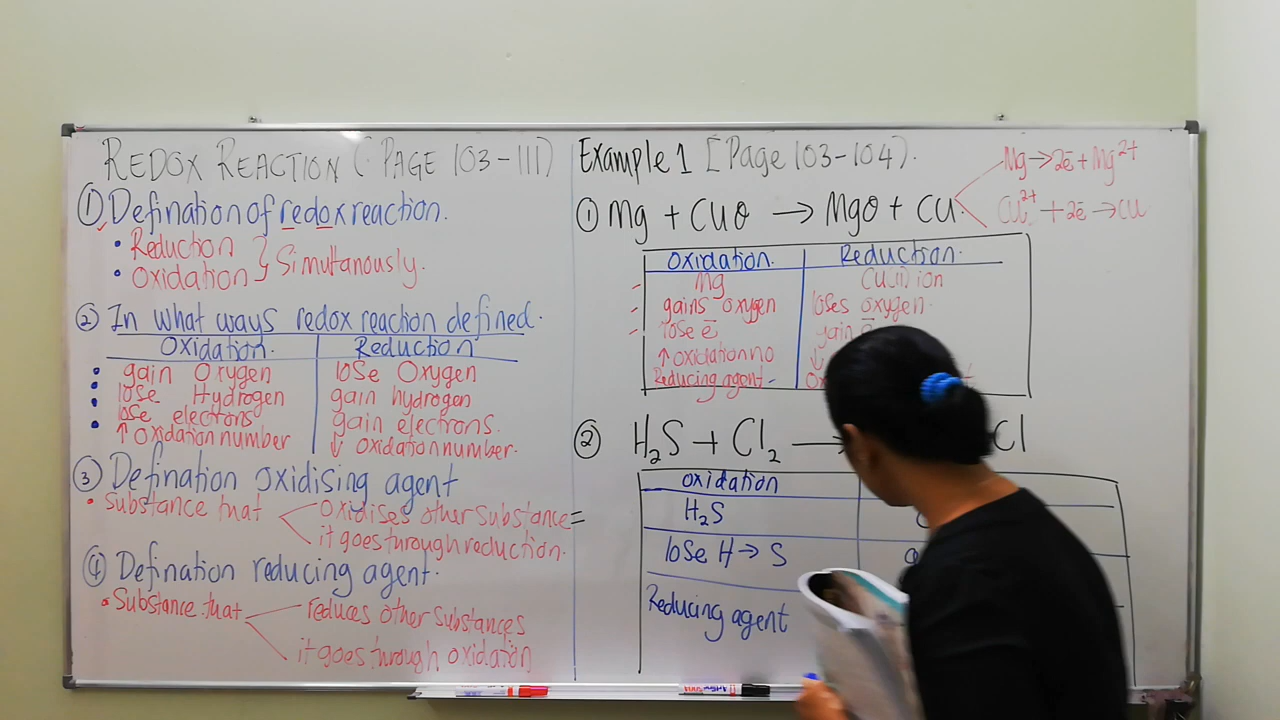 REDOX REACTION (PAGE 103-111)
① Defination of redox reaction.
• Reduction
• Oxidation } Simutanously.
② In what ways redox reaction defined.
Oxidation. Reduction
• gain Oxygen lose Oxygen
• lose Hydrogen gain hydrogen
• lose electrons gain electrons.
• ↑ Oxidation number ↓ oxidation number.
③ Defination oxidising agent
• Substance that
oxidises other substance
it goes through reduction.
④ Defination reducing agent.
• Substance that
reduces other substances
it goes through oxidation
Example 1 [Page 103-104).
① Mg + CuO → MgO + Cu.
Mg → 2ē + Mg²⁺
Cu²⁺ + 2ē → Cu
Oxidation. Reduction.
Mg Cu(II) ion
gains oxygen loses oxygen.
lose ē gain
↑ oxidation no ↓
Reducing agent
② H₂S + Cl₂ → Cl
oxidation
H₂S
lose H → S
Reducing agent